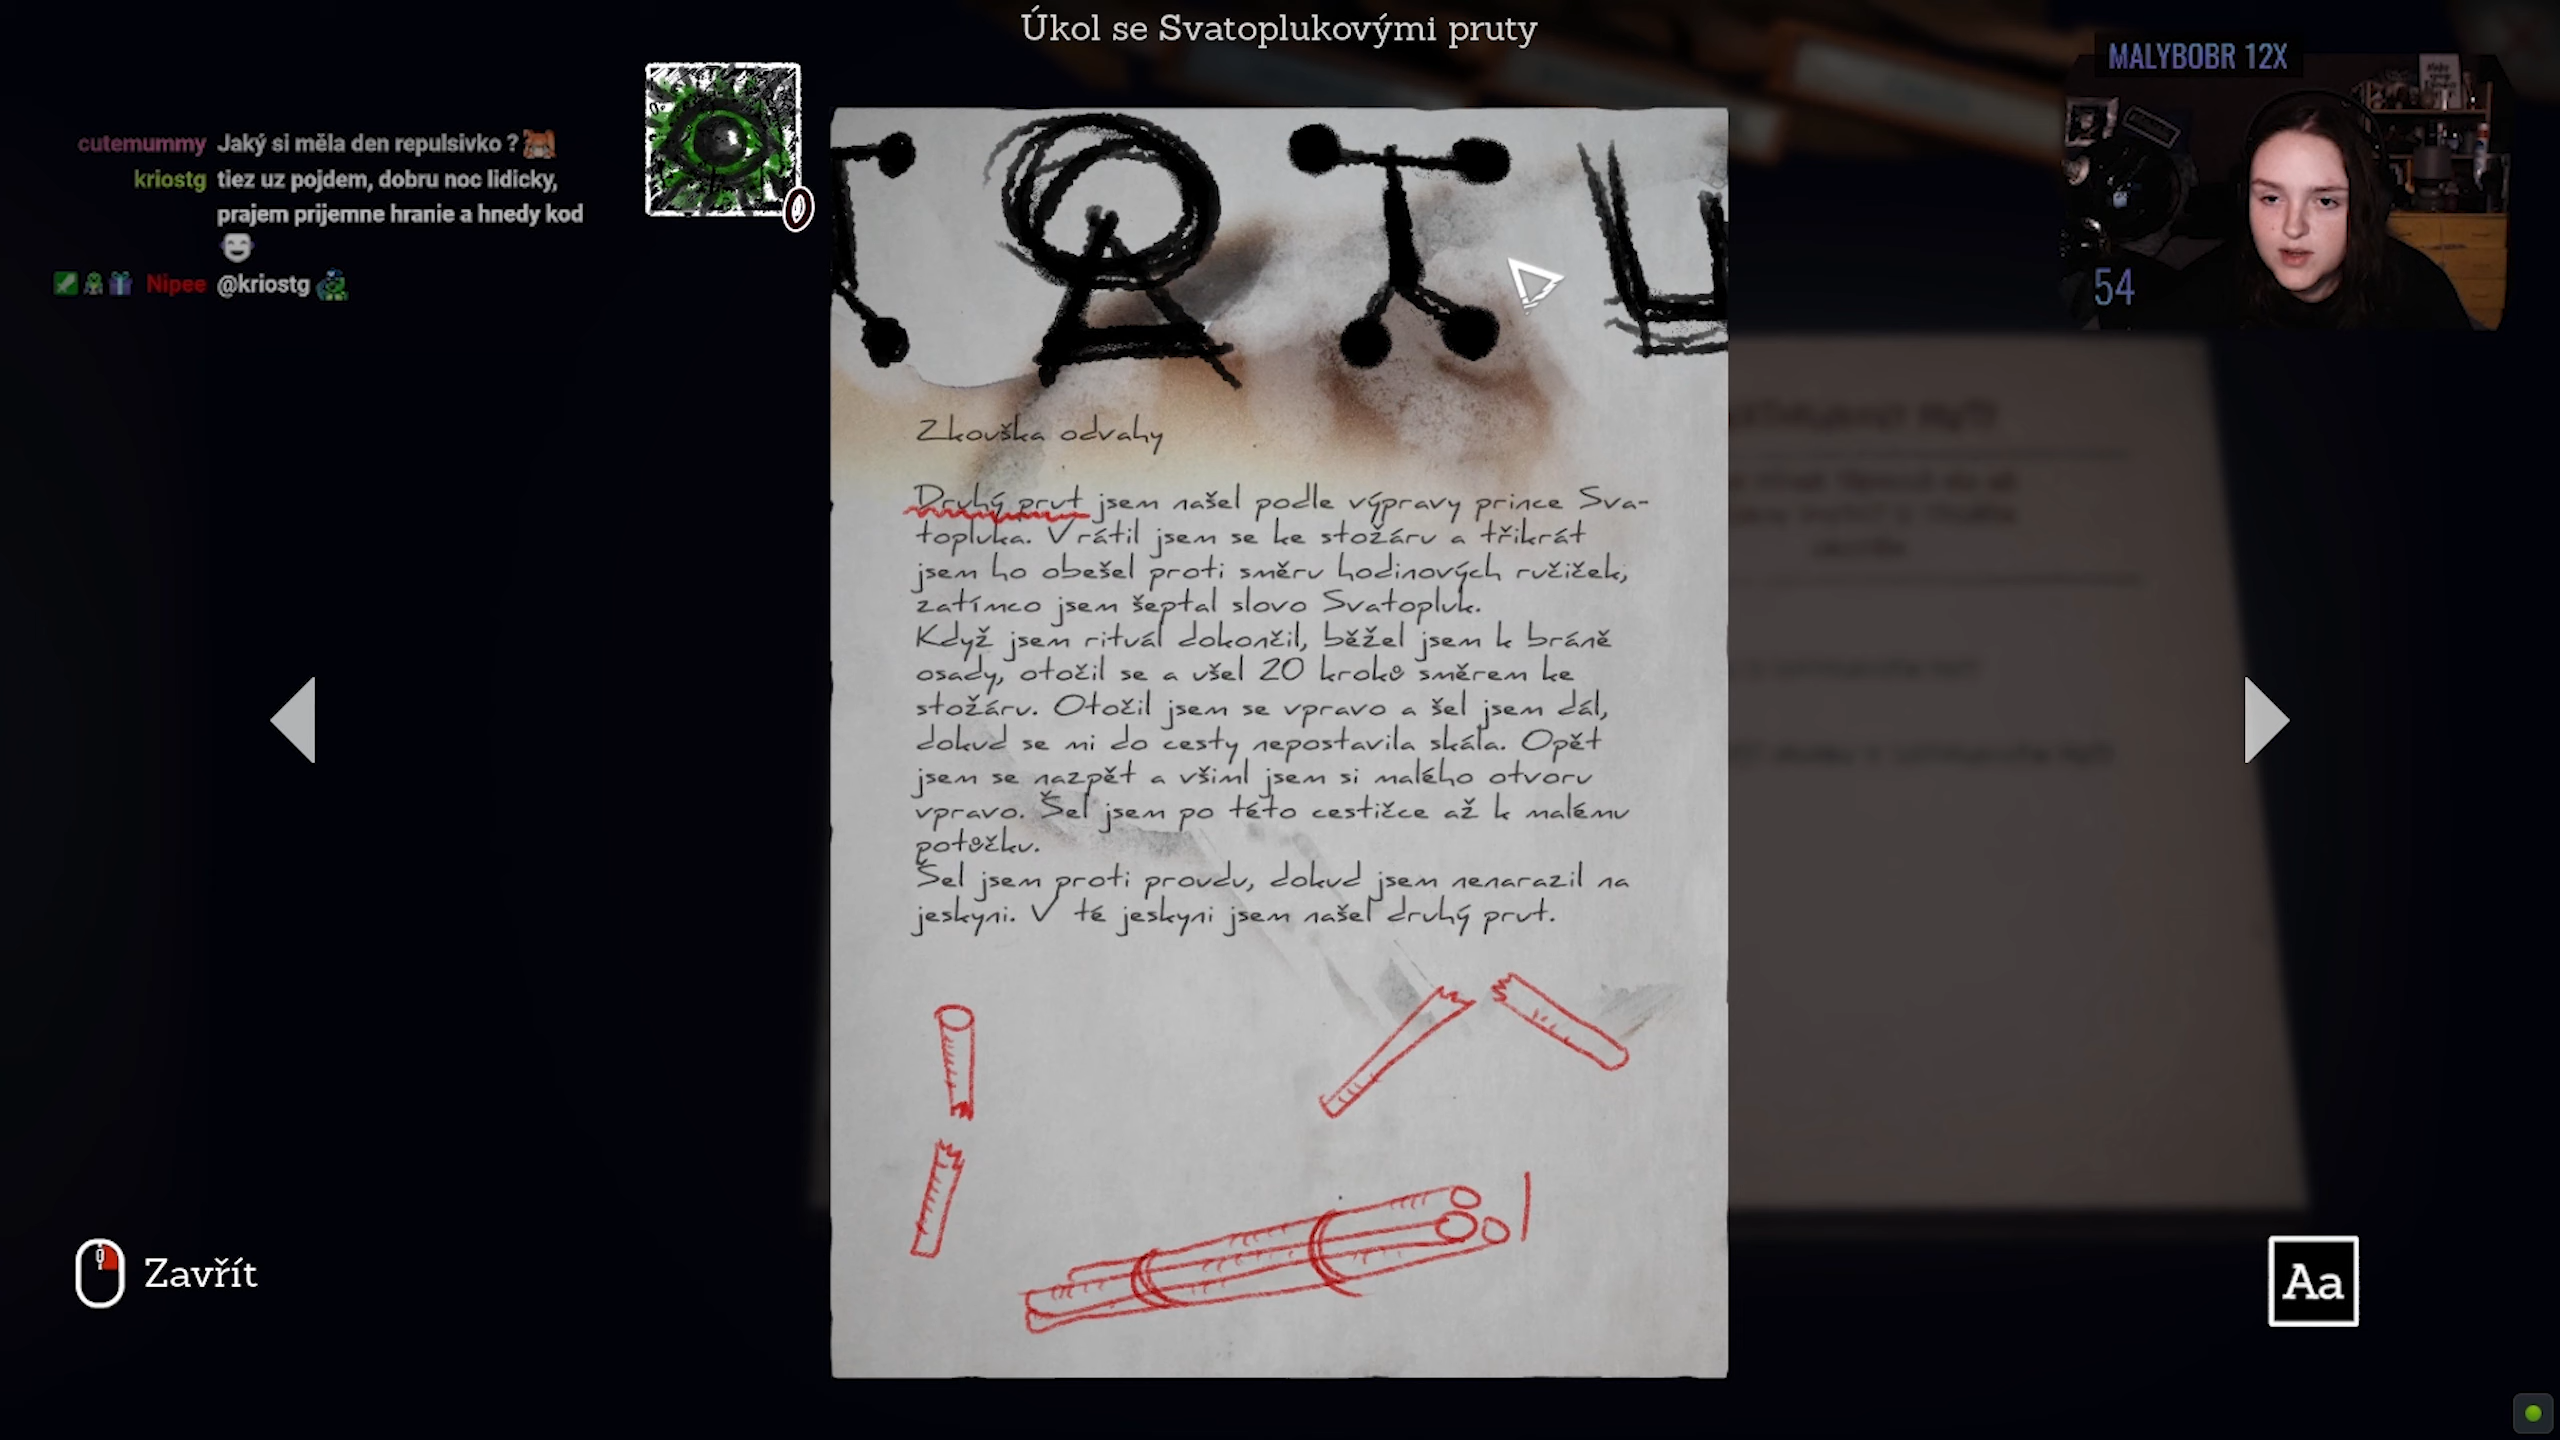 Úkol se Svatoplukovými pruty
MALYBOBR 12X
cutemummy Jaký si měla den repulsivko ?
kriostg tiez uz pojdem, dobru noc lidicky,
prajem prijemne hranie a hnedy kod
Nipee @kriostg
54
Zkouška odvahy
Druhý prut jsem našel podle výpravy prince Sva-
topluka. Vrátil jsem se ke stožáru a třikrát
jsem ho obešel proti směru hodinových ručiček,
zatímco jsem šeptal slovo Svatopluk.
Když jsem rituál dokončil, běžel jsem k bráně
osady, otočil se a ušel 20 kroků směrem ke
stožáru. Otočil jsem se vpravo a šel jsem dál,
dokud se mi do cesty nepostavila skála. Opět
jsem se nazpět a všiml jsem si malého otvoru
vpravo. Šel jsem po této cestičce až k malému
potůčku.
Šel jsem proti proudu, dokud jsem nenarazil na
jeskyni. V té jeskyni jsem našel druhý prut.
Zavřít
Aa